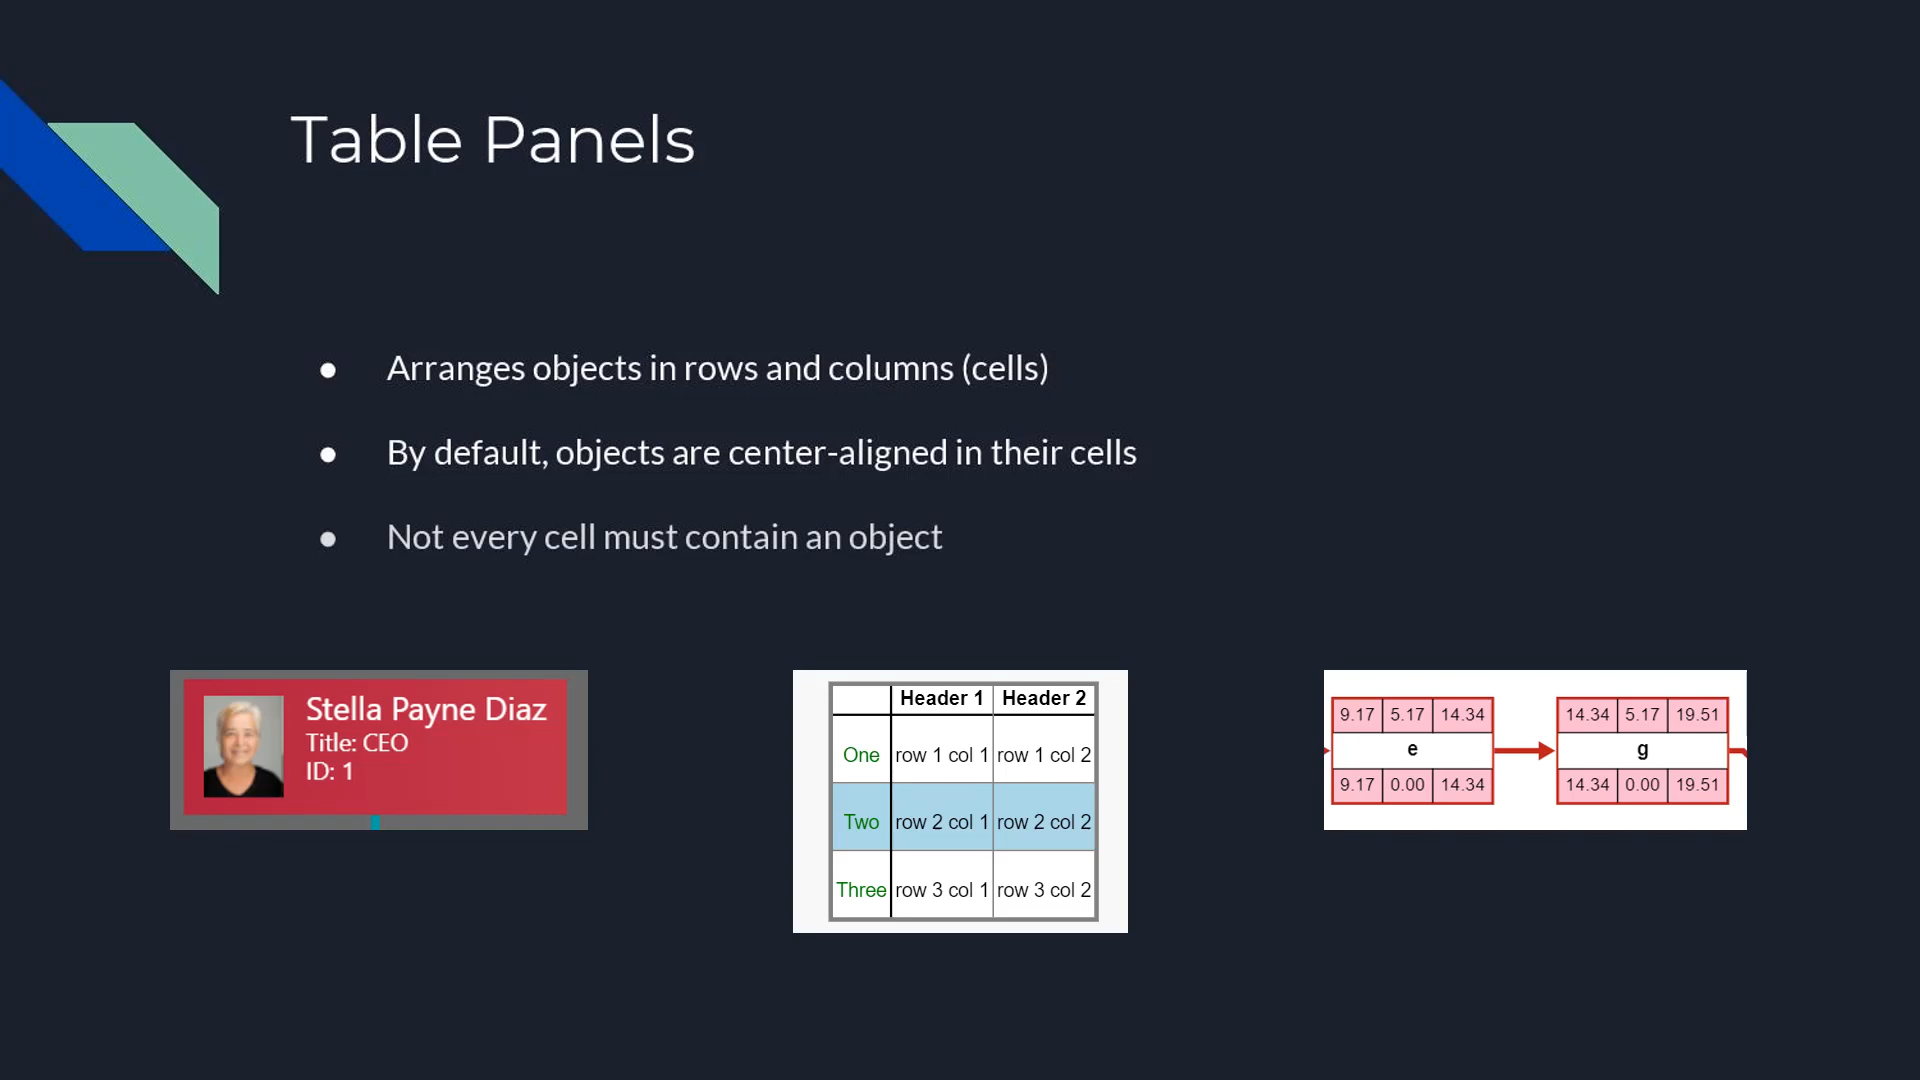 Table Panels
● Arranges objects in rows and columns (cells)
● By default, objects are center-aligned in their cells
● Not every cell must contain an object
Stella Payne Diaz
Title: CEO
ID: 1
Header 1 Header 2
One row 1 col 1 row 1 col 2
Two row 2 col 1 row 2 col 2
Three row 3 col 1 row 3 col 2
9.17 5.17 14.34
e
9.17 0.00 14.34
14.34 5.17 19.51
g
14.34 0.00 19.51